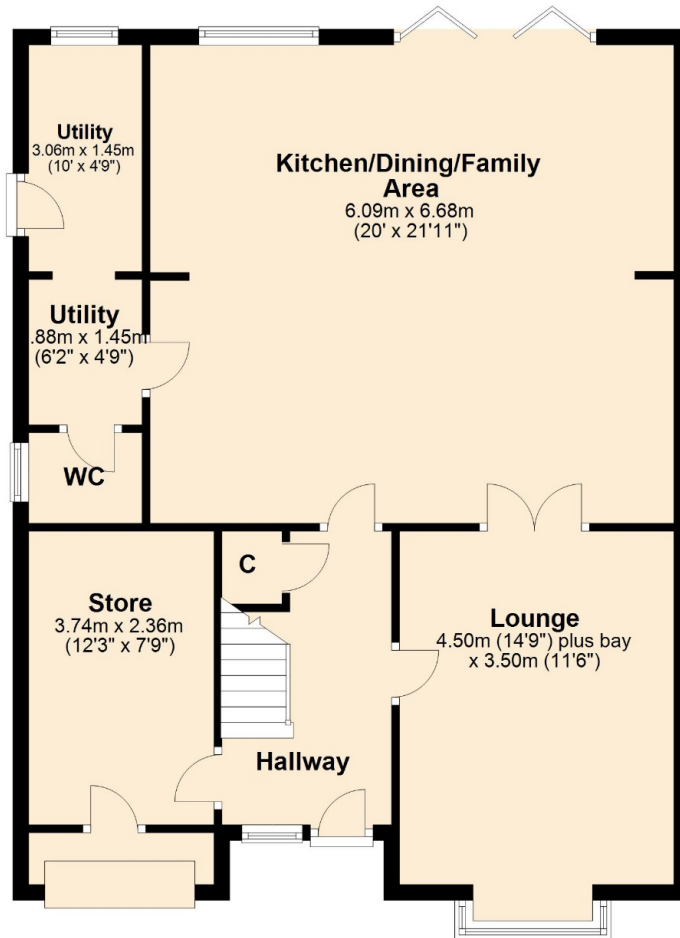 Utility
3.06m x 1.45m
(10' x 4'9")
Kitchen/Dining/Family
Area
6.09m x 6.68m
(20' x 21'11")
Utility
.88m x 1.45m
(6'2" x 4'9")
WC
C
Store
3.74m x 2.36m
(12'3" x 7'9")
Lounge
4.50m (14'9") plus bay
x 3.50m (11'6")
Hallway